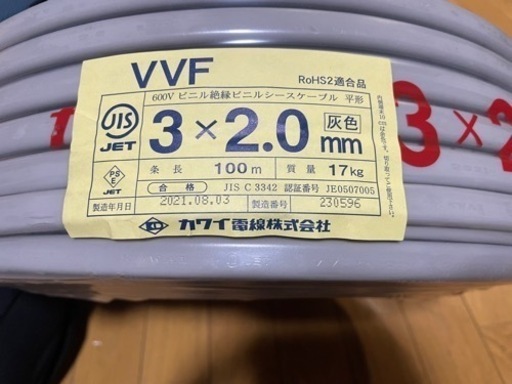 VVF
RoHS2適合品
600V ビニル絶縁ビニルシースケーブル 平形
JIS
JET
3×2.0mm
灰色
PS
E
JET
条長 100m 質量 17kg
合格 JIS C 3342 認証番号 JE0507005
製造年月日 2021.08.03 製造番号 230596
カワイ電線株式会社
3×2